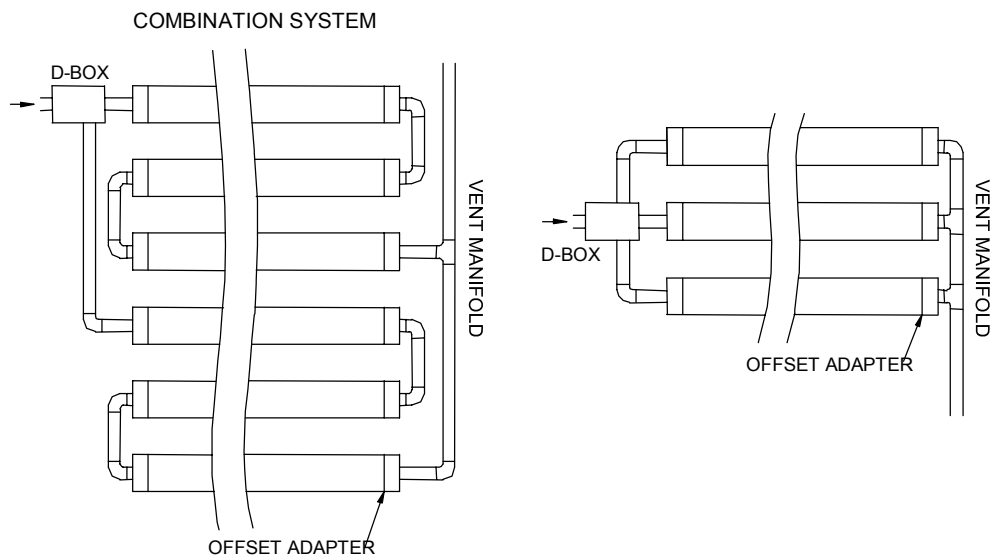 COMBINATION SYSTEM
D-BOX
VENT MANIFOLD
OFFSET ADAPTER
D-BOX
VENT MANIFOLD
OFFSET ADAPTER